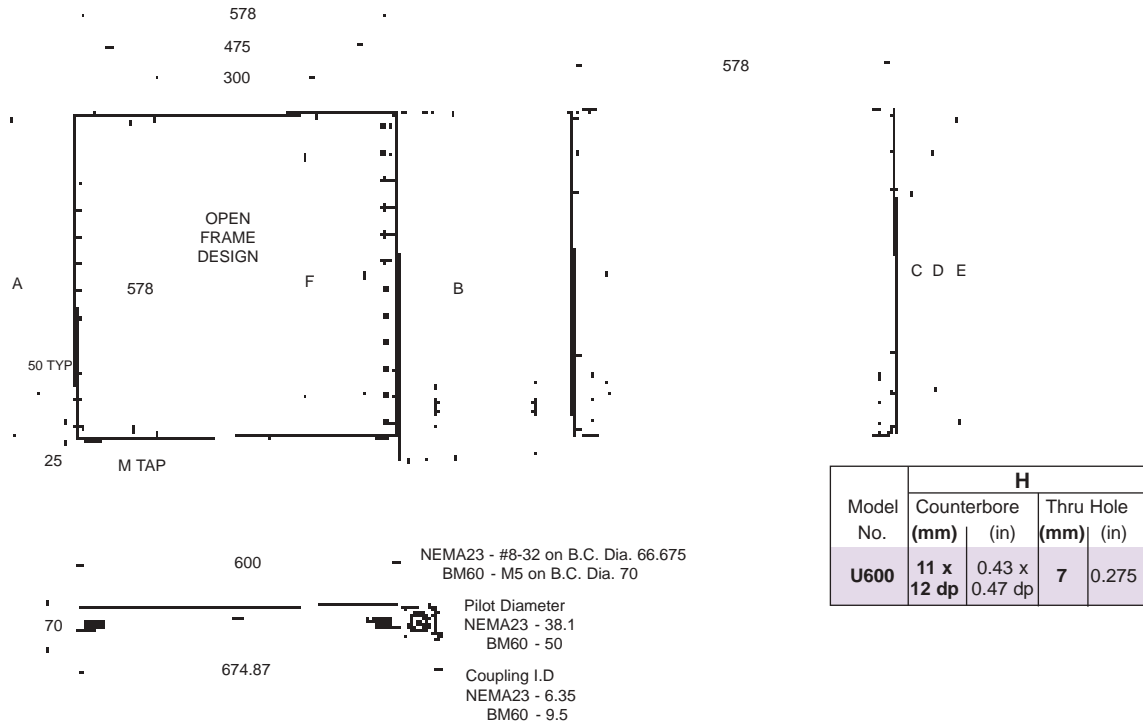 578
475
300
578
OPEN
FRAME
DESIGN
A
578
F
B
C D E
50 TYP
25
M TAP
H
Model No.
Counterbore
Thru Hole
(mm)
(in)
(mm)
(in)
U600
11 x 12 dp
0.43 x 0.47 dp
7
0.275
600
NEMA23 - #8-32 on B.C. Dia. 66.675
BM60 - M5 on B.C. Dia. 70
70
Pilot Diameter
NEMA23 - 38.1
BM60 - 50
674.87
Coupling I.D
NEMA23 - 6.35
BM60 - 9.5